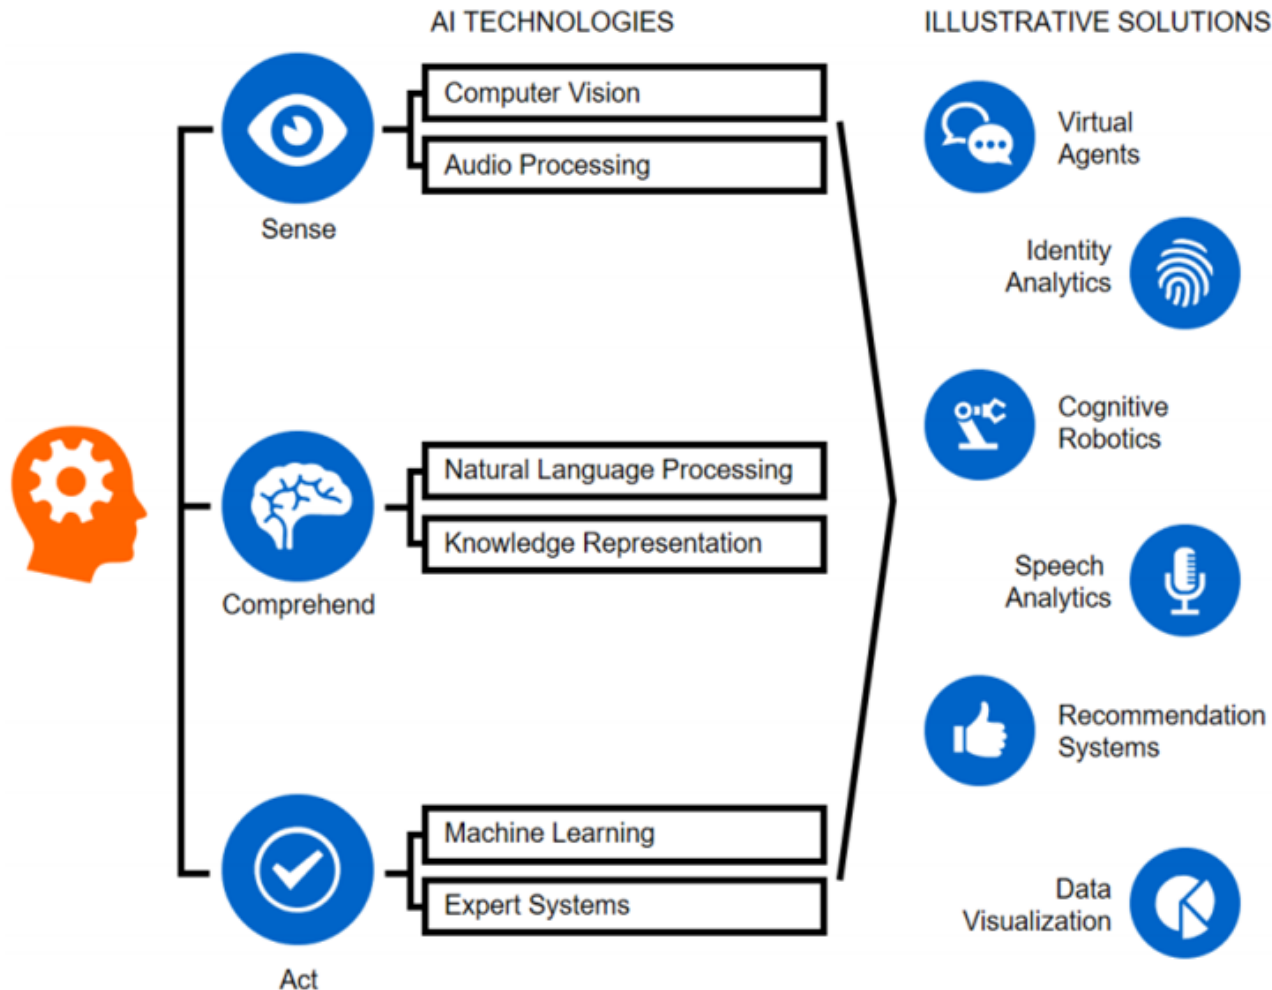 AI TECHNOLOGIES
ILLUSTRATIVE SOLUTIONS
Sense
Computer Vision
Audio Processing
Comprehend
Natural Language Processing
Knowledge Representation
Act
Machine Learning
Expert Systems
Virtual
Agents
Identity
Analytics
Cognitive
Robotics
Speech
Analytics
Recommendation
Systems
Data
Visualization